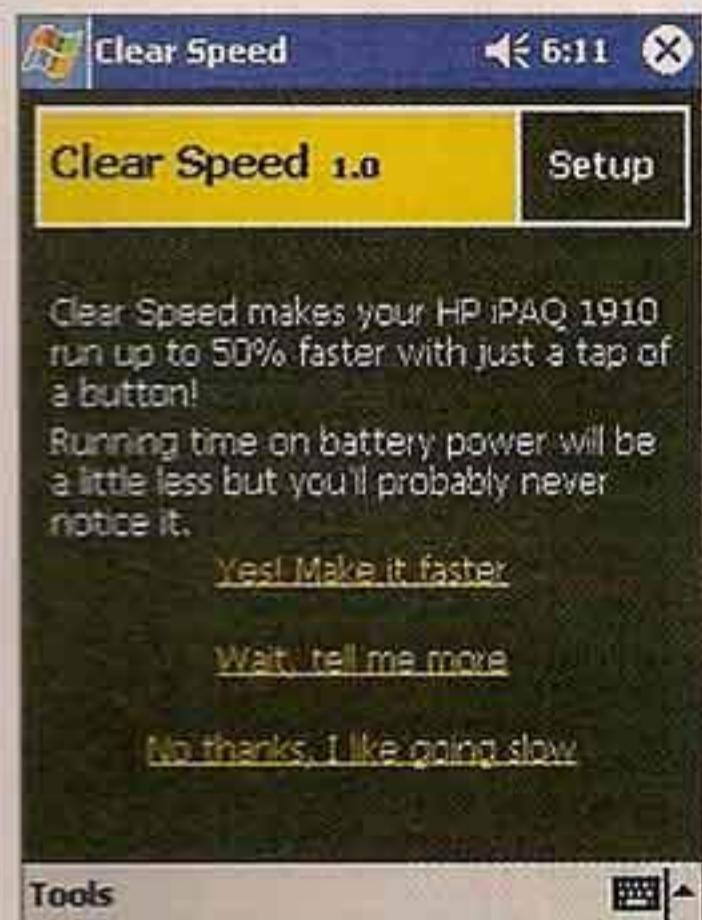 Clear Speed 6:11
Clear Speed 1.0 Setup
Clear Speed makes your HP iPAQ 1910
run up to 50% faster with just a tap of
a button!
Running time on battery power will be
a little less but you'll probably never
notice it.
Yes! Make it faster
Wait, tell me more
No thanks, I like going slow
Tools